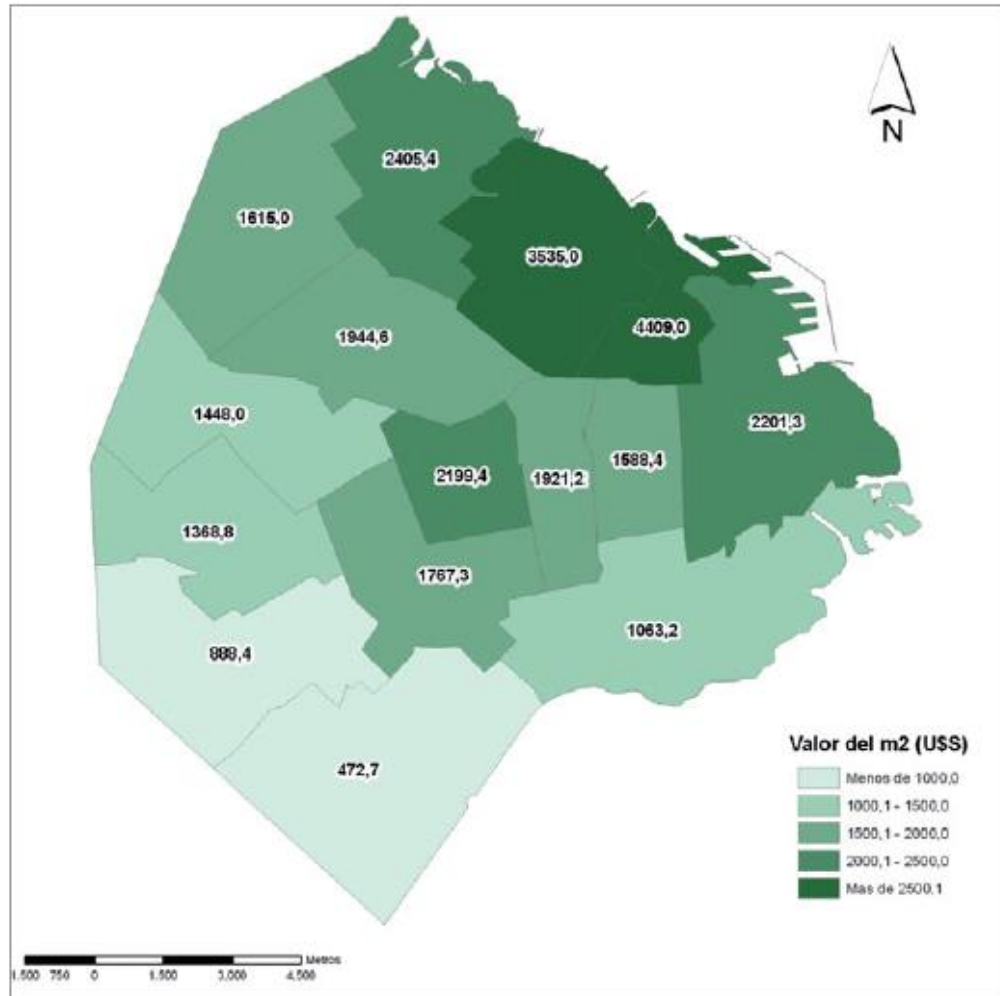 N
2405,4
1615,0
3535,0
4409,0
1944,6
1448,0
2201,3
2199,4
1921,2
1588,4
1368,8
1767,3
1063,2
888,4
472,7
Valor del m2 (U$S)
Menos de 1000,0
1000,1 - 1500,0
1500,1 - 2000,0
2000,1 - 2500,0
Mas de 2500,1
1.500 750 0 1.500 3.000 4.500 Metros